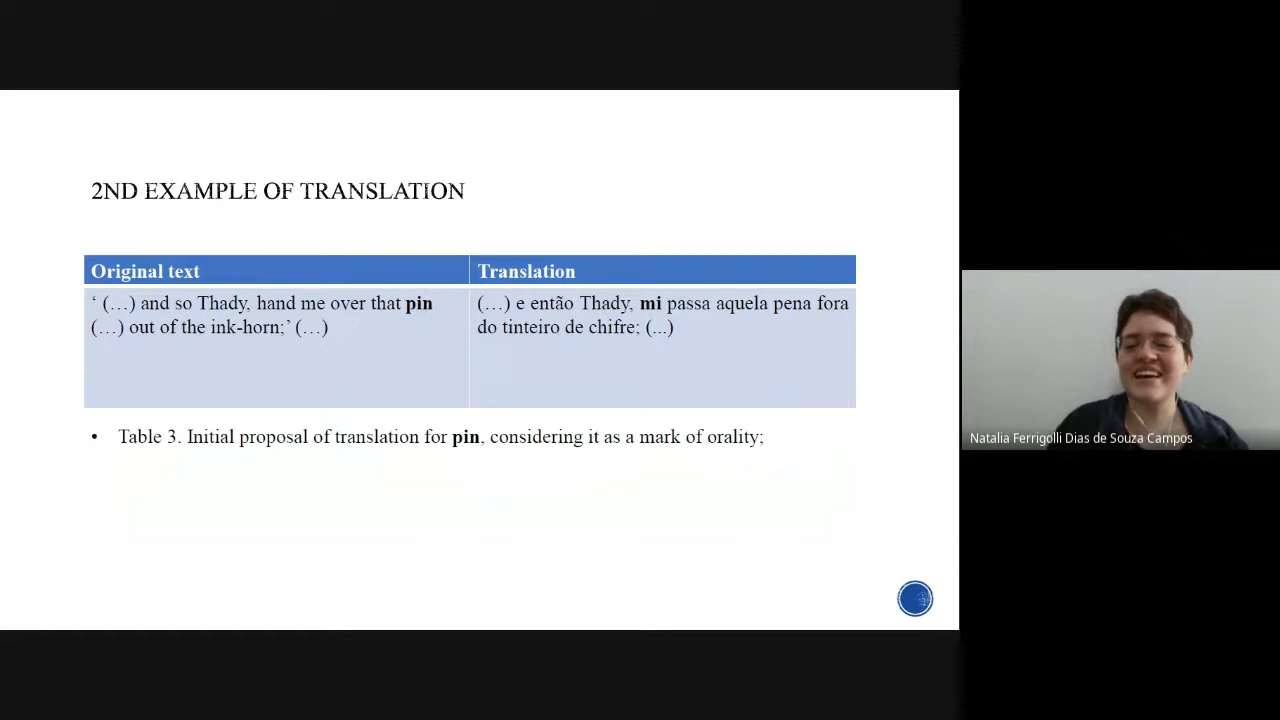 2ND EXAMPLE OF TRANSLATION
Original text
Translation
‘ (…) and so Thady, hand me over that pin
(…) out of the ink-horn;’ (…)
(…) e então Thady, mi passa aquela pena fora
do tinteiro de chifre; (...)
• Table 3. Initial proposal of translation for pin, considering it as a mark of orality;
Natalia Ferrigolli Dias de Souza Campos